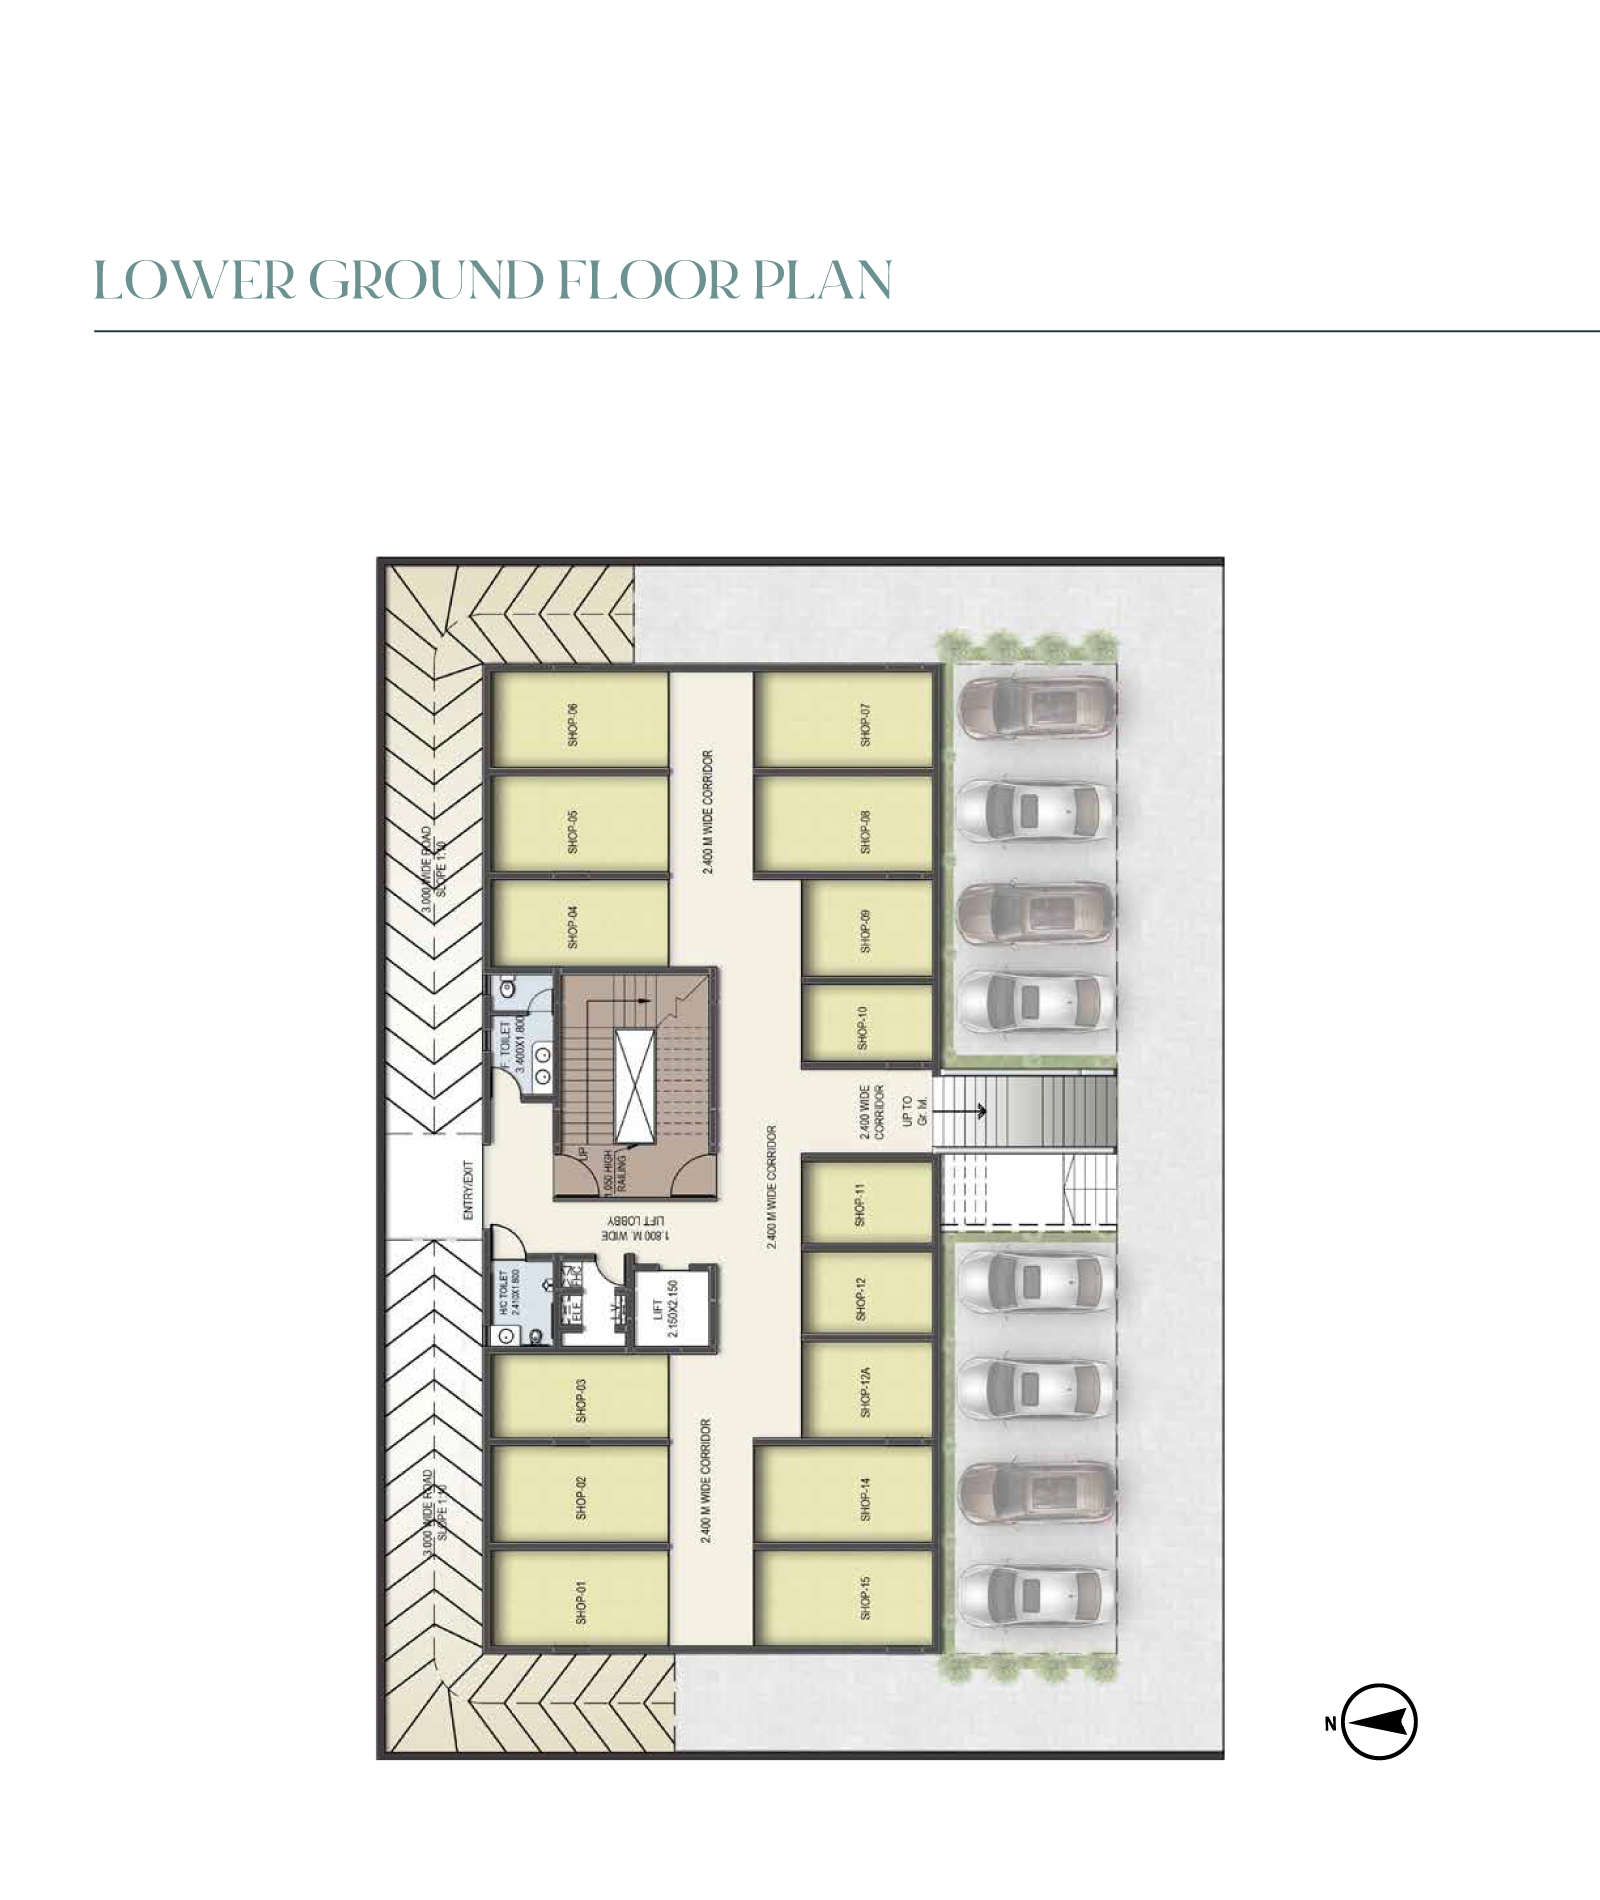 LOWER GROUND FLOOR PLAN
3.000 WIDE ROAD
SLOPE 1:10
SHOP-06
SHOP-05
SHOP-04
2.400 M WIDE CORRIDOR
SHOP-07
SHOP-08
SHOP-09
SHOP-10
F. TOILET
3.400X1.800
UP
1.050 HIGH
RAILING
2.400 WIDE
CORRIDOR
UP TO
Gr. lvl.
ENTRY/EXIT
1.800 M. WIDE
LIFT LOBBY
2.400 M WIDE CORRIDOR
SHOP-11
SHOP-12
SHOP-12A
H/C TOILET
2.410X1.800
FHC
ELE.
L.V.
LIFT
2.150X2.150
3.000 WIDE ROAD
SLOPE 1:10
SHOP-03
SHOP-02
SHOP-01
2.400 M WIDE CORRIDOR
SHOP-14
SHOP-15
N